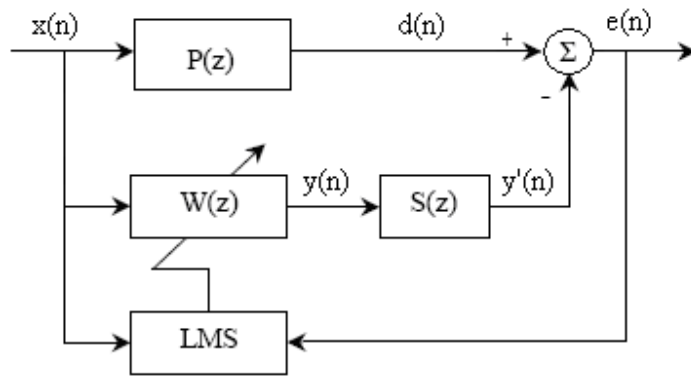 x(n)
d(n)
e(n)
P(z)
+
Σ
-
W(z)
y(n)
S(z)
y'(n)
LMS